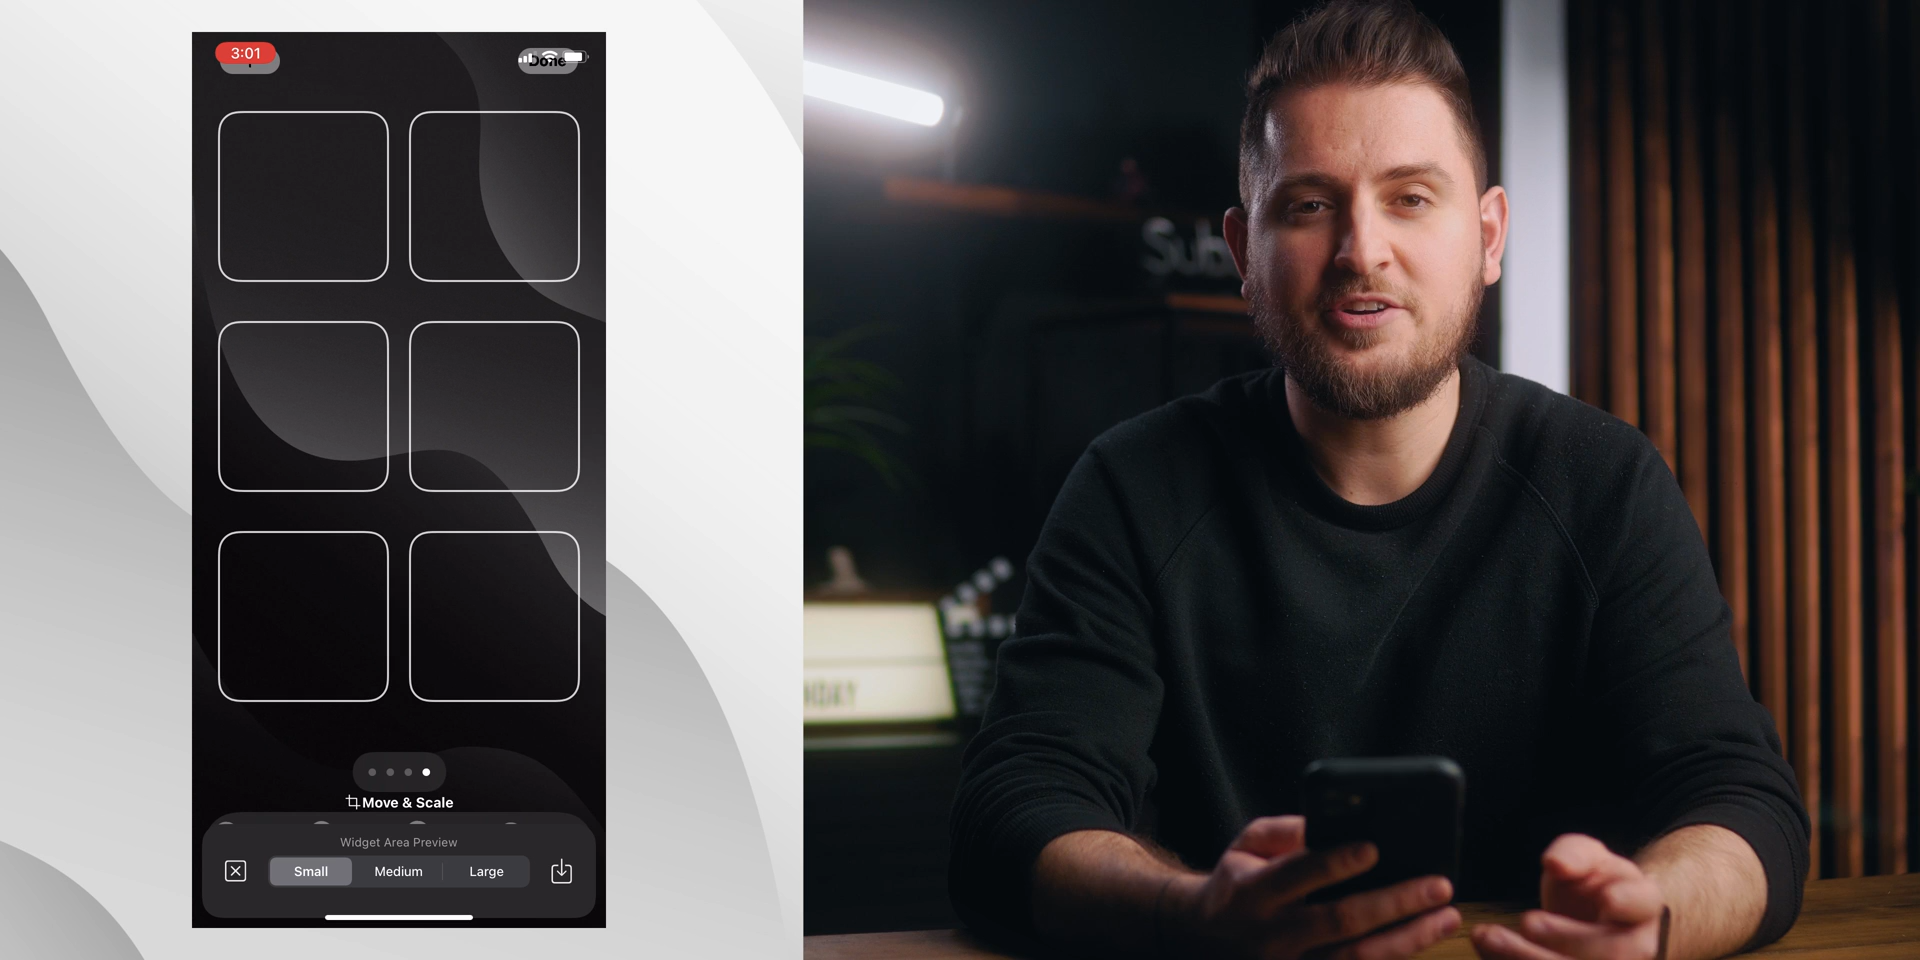 3:01
Done
Move & Scale
Widget Area Preview
Small
Medium
Large
Sub